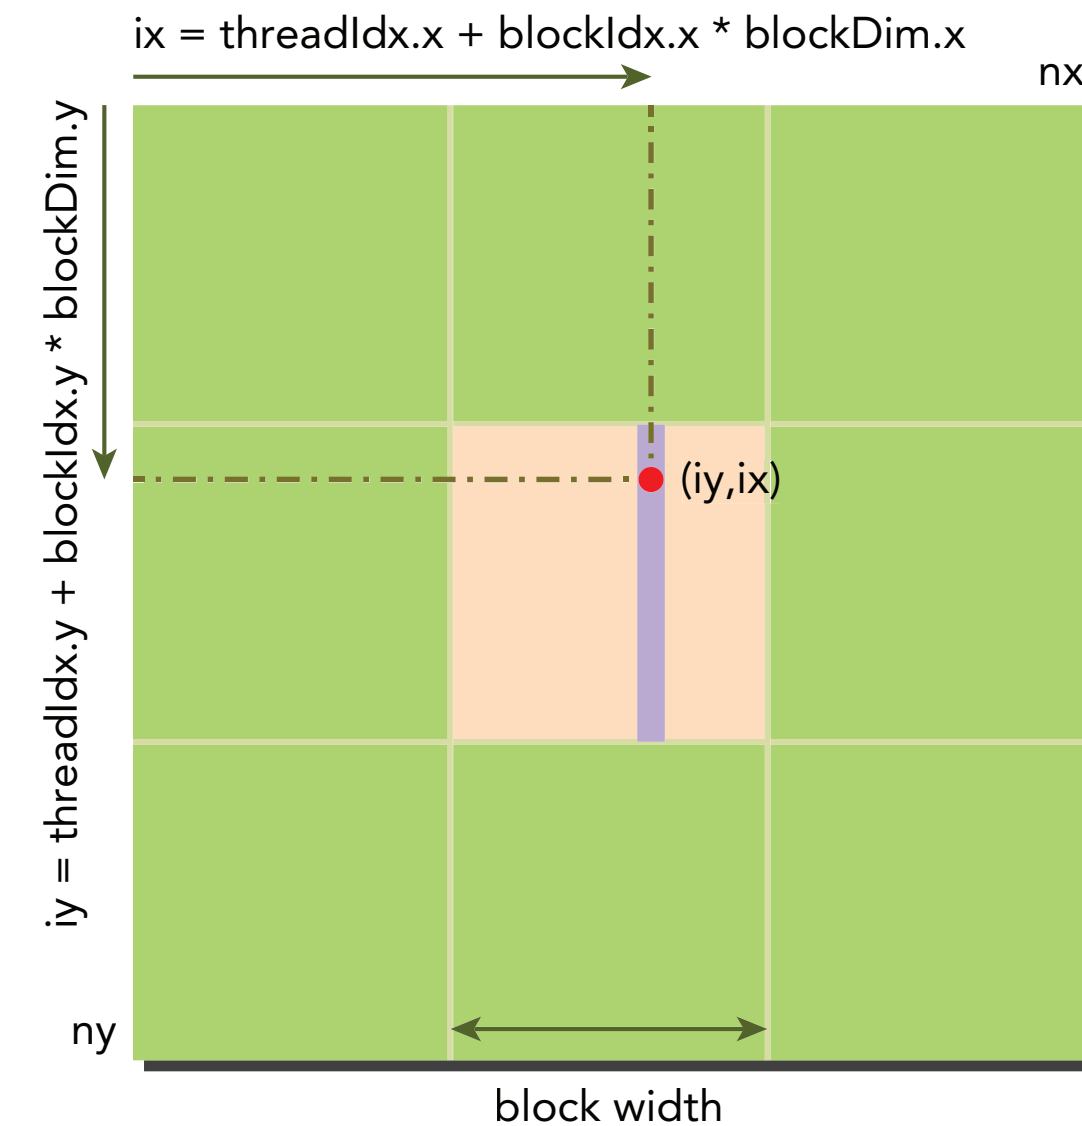 ix = threadIdx.x + blockIdx.x * blockDim.x
nx
iy = threadIdx.y + blockIdx.y * blockDim.y
(iy,ix)
ny
block width